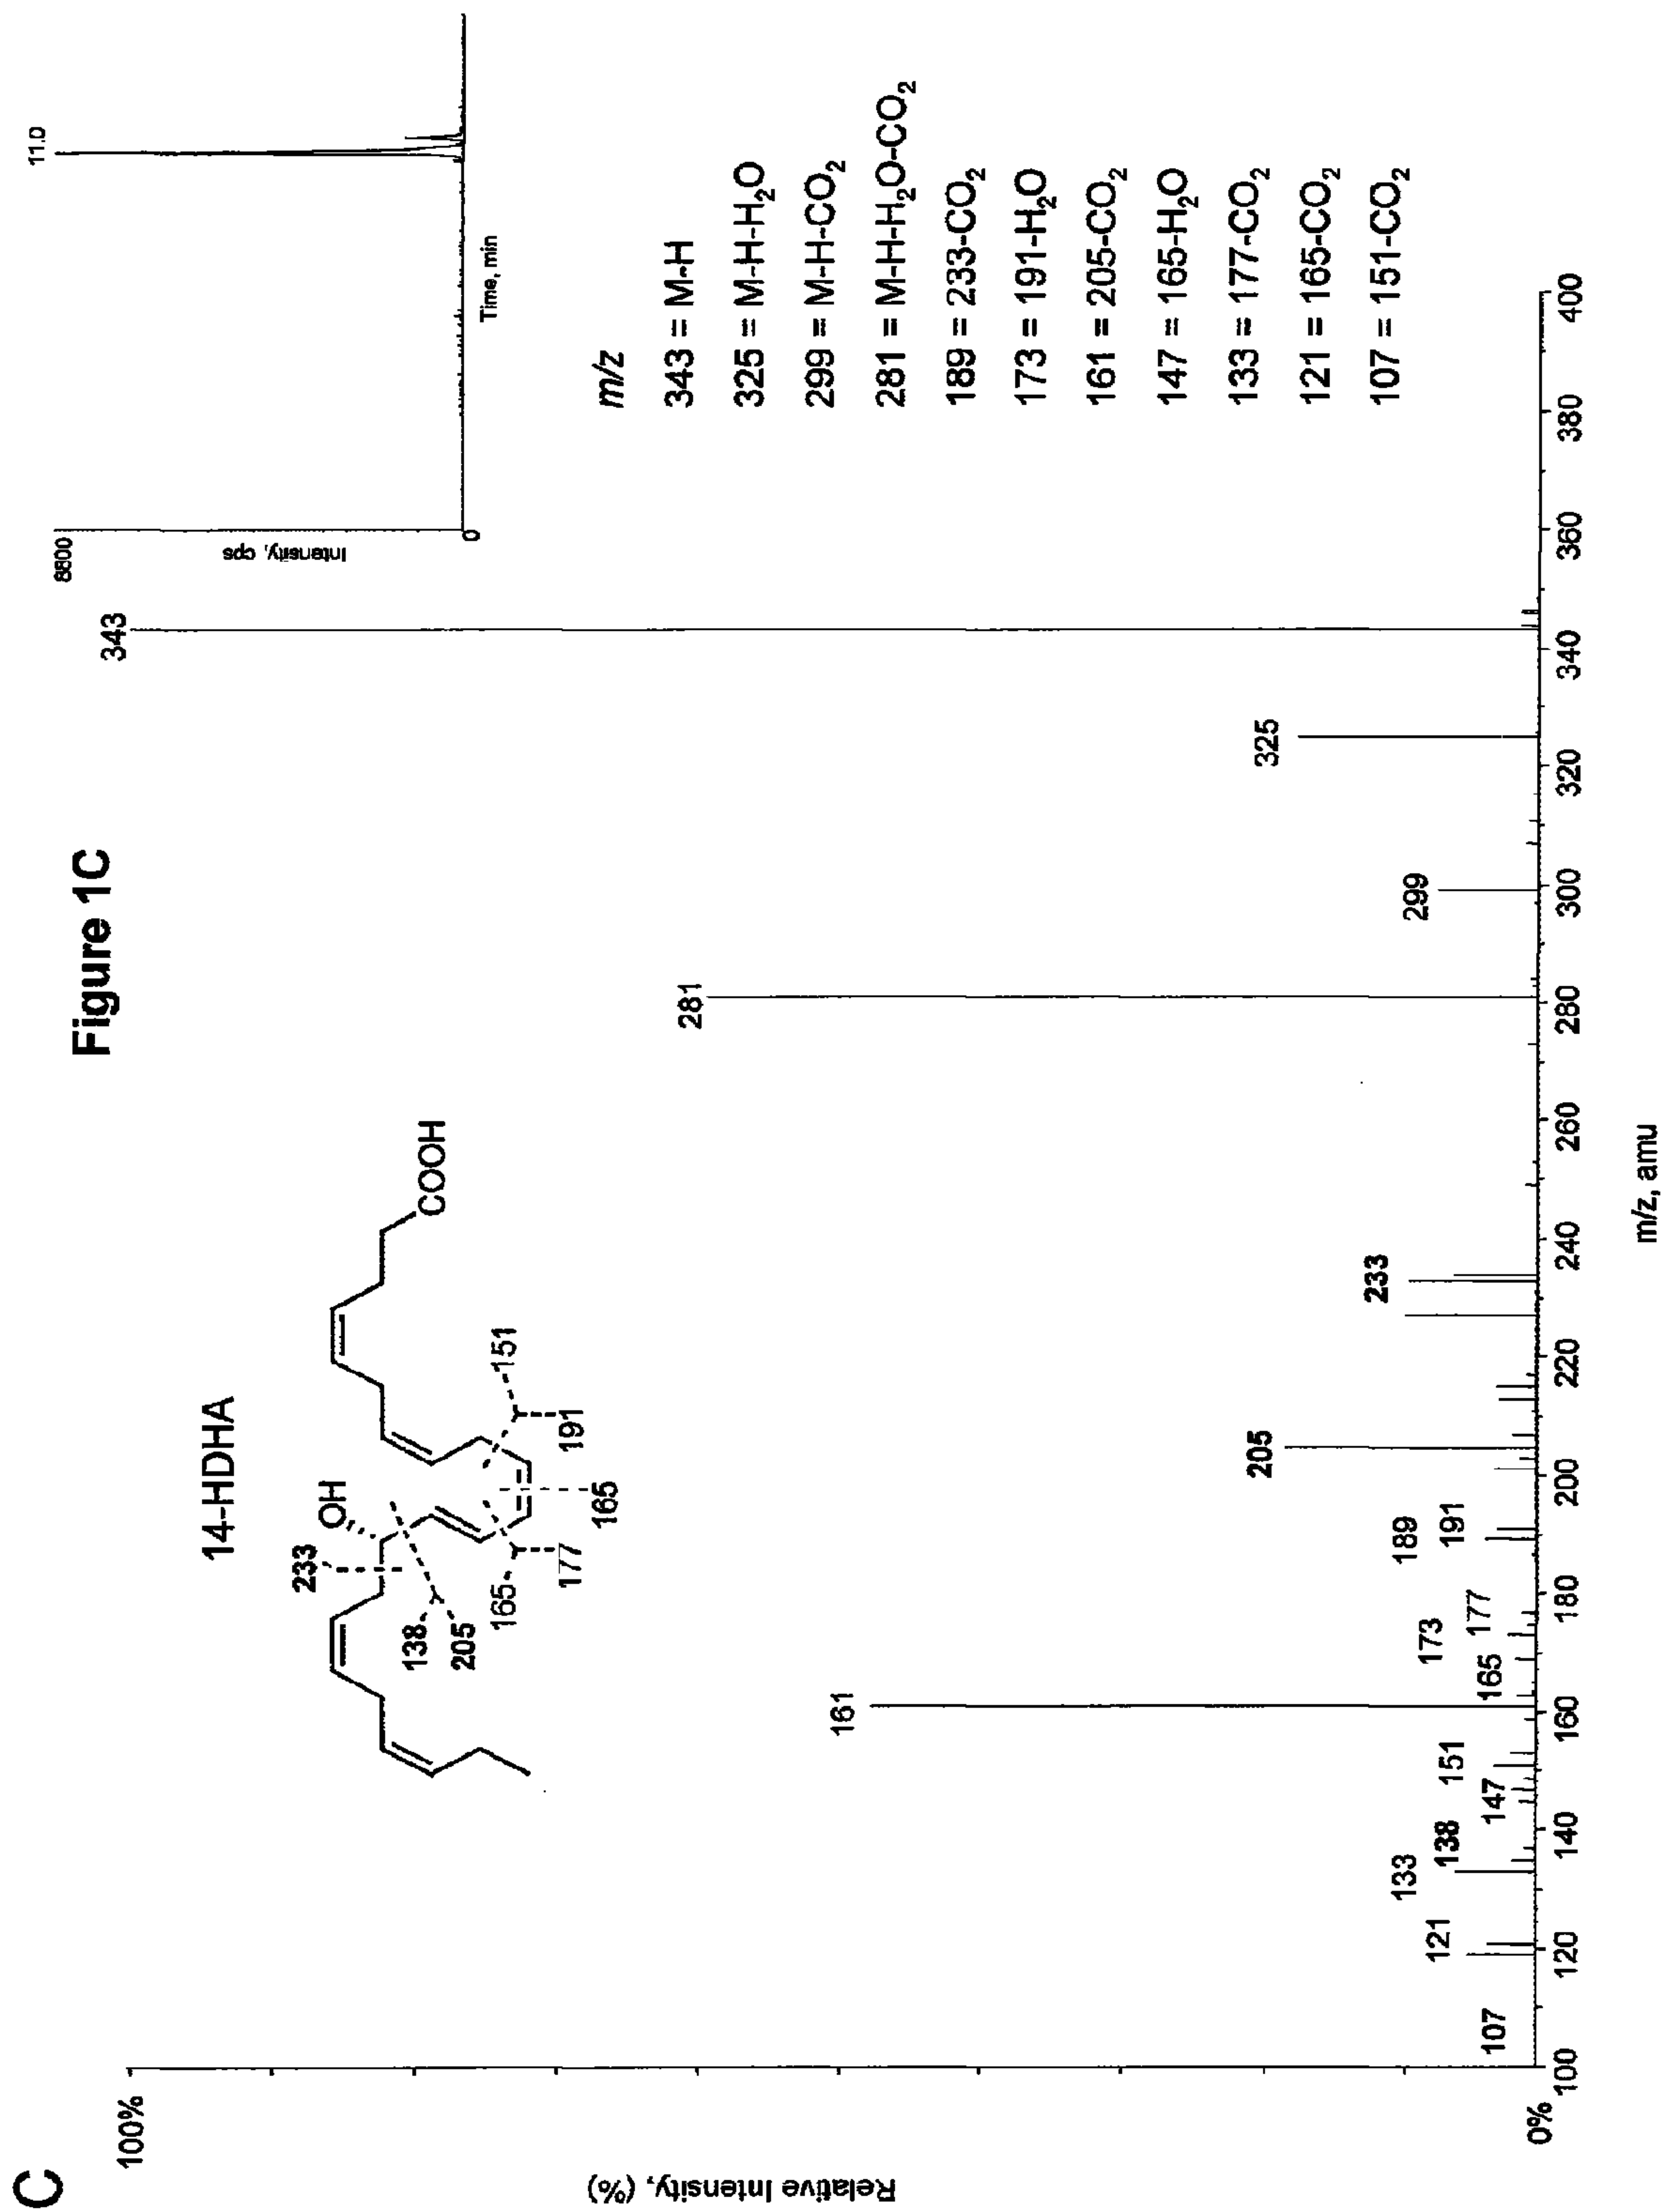 C
Figure 1C
100%
0%
Relative Intensity, (%)
14-HDHA
OH
COOH
233
138
205
165
177
165
191
151
8800
11.0
Intensity, cps
0
Time, min
m/z
343 = M-H
325 = M-H-H₂O
299 = M-H-CO₂
281 = M-H-H₂O-CO₂
189 = 233-CO₂
173 = 191-H₂O
161 = 205-CO₂
147 = 165-H₂O
133 = 177-CO₂
121 = 165-CO₂
107 = 151-CO₂
107
121
133
138
147
151
161
165
173
177
189
191
205
233
281
299
325
343
100 120 140 160 180 200 220 240 260 280 300 320 340 360 380 400
m/z, amu